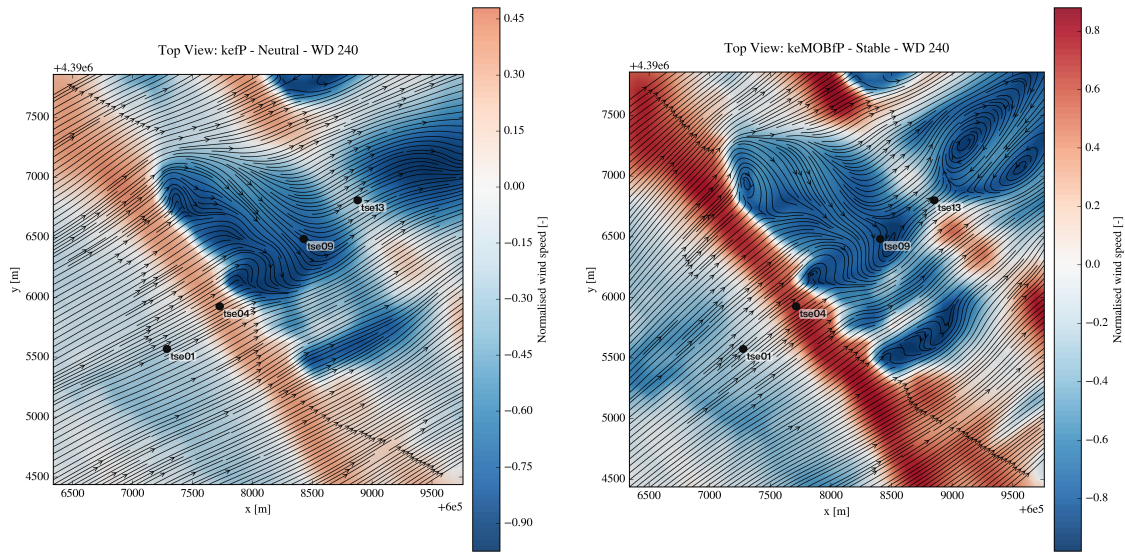 Top View: kefP - Neutral - WD 240
+4.39e6
7500
7000
6500
6000
5500
5000
4500
y [m]
6500 7000 7500 8000 8500 9000 9500
x [m]
+6e5
tse13
tse09
tse04
tse01
0.45
0.30
0.15
0.00
−0.15
−0.30
−0.45
−0.60
−0.75
−0.90
Normalised wind speed [-]
Top View: keMOBfP - Stable - WD 240
+4.39e6
7500
7000
6500
6000
5500
5000
4500
y [m]
6500 7000 7500 8000 8500 9000 9500
x [m]
+6e5
tse13
tse09
tse04
tse01
0.8
0.6
0.4
0.2
0.0
−0.2
−0.4
−0.6
−0.8
Normalised wind speed [-]